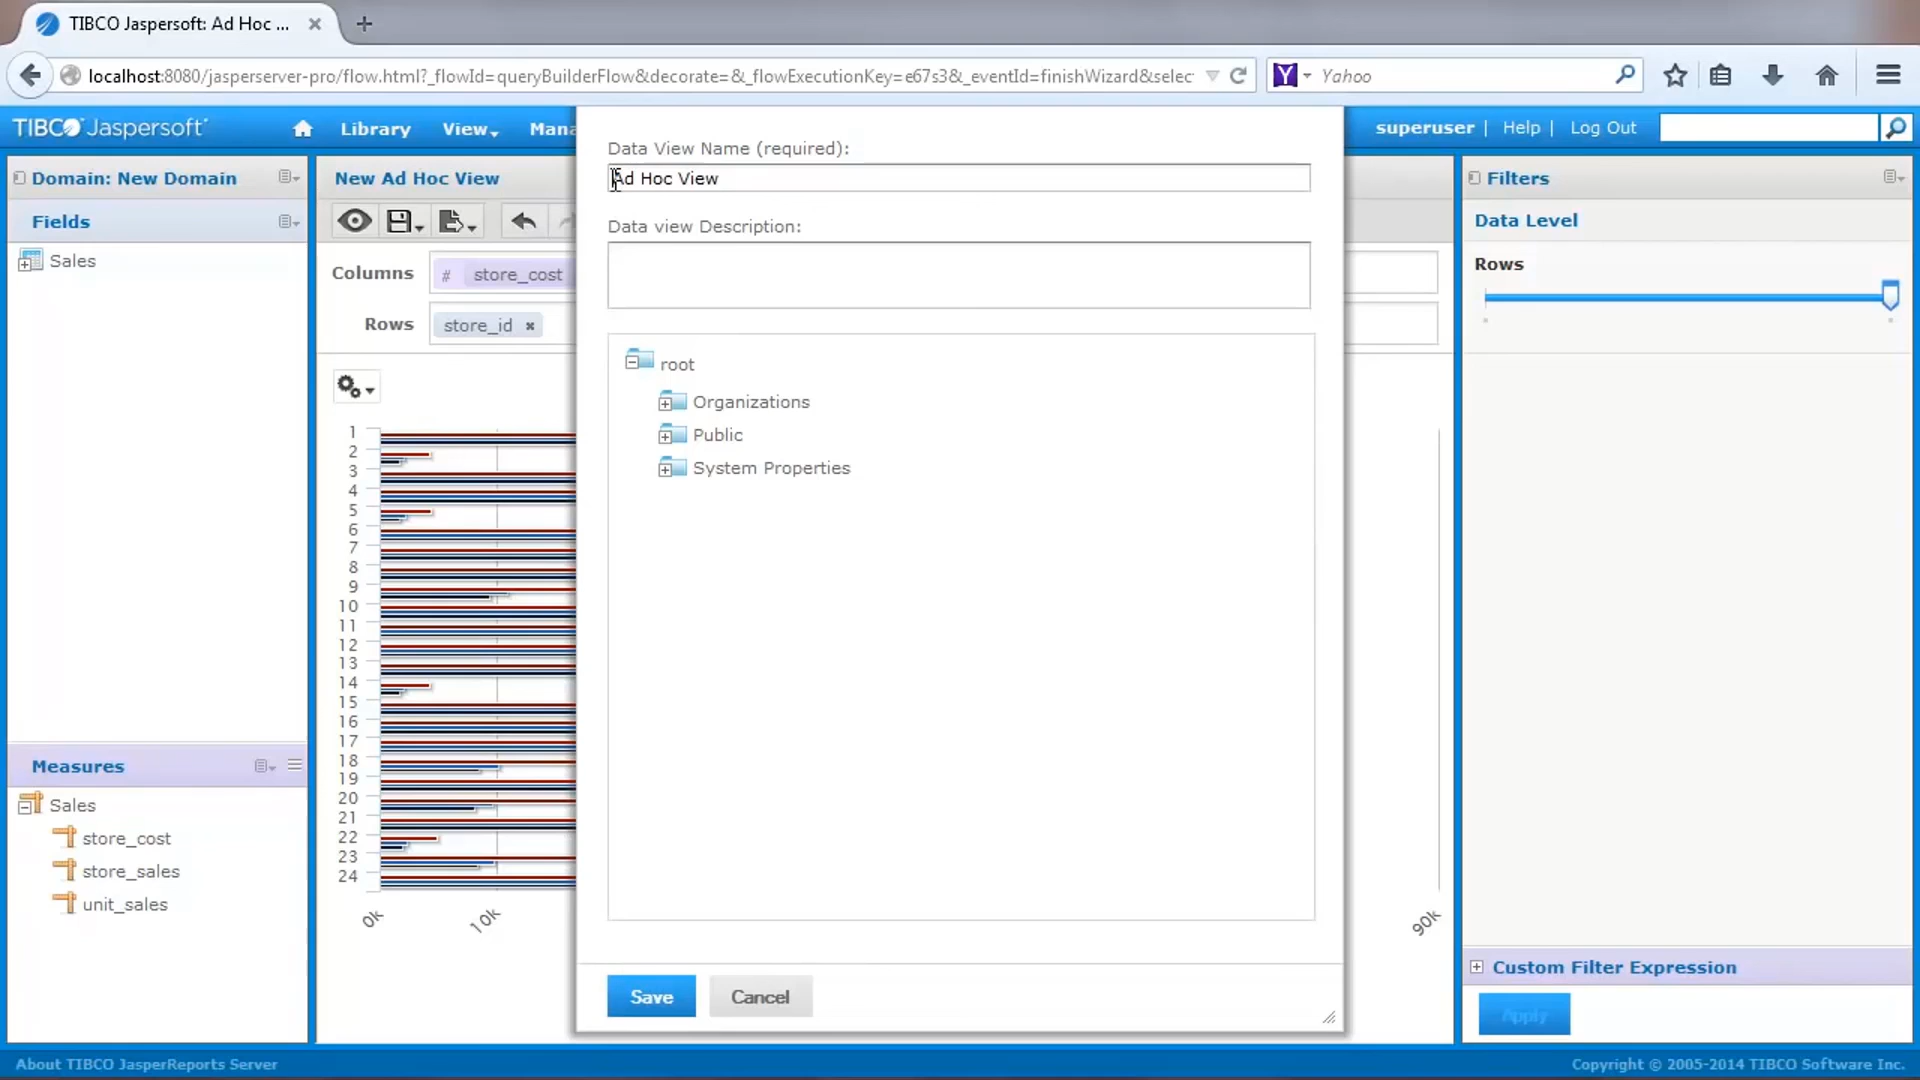 TIBCO Jaspersoft: Ad Hoc ...
localhost:8080/jasperserver-pro/flow.html?_flowId=queryBuilderFlow&decorate=&_flowExecutionKey=e67s3&_eventId=finishWizard&selec
Yahoo
TIBCO Jaspersoft
Library
View
Mana
superuser | Help | Log Out
Domain: New Domain
Fields
Sales
Measures
Sales
store_cost
store_sales
unit_sales
New Ad Hoc View
Columns
# store_cost
Rows
store_id
1
2
3
4
5
6
7
8
9
10
11
12
13
14
15
16
17
18
19
20
21
22
23
24
0k
10k
90k
Data View Name (required):
Ad Hoc View
Data view Description:
root
Organizations
Public
System Properties
Save
Cancel
Filters
Data Level
Rows
Custom Filter Expression
Apply
About TIBCO JasperReports Server
Copyright © 2005-2014 TIBCO Software Inc.